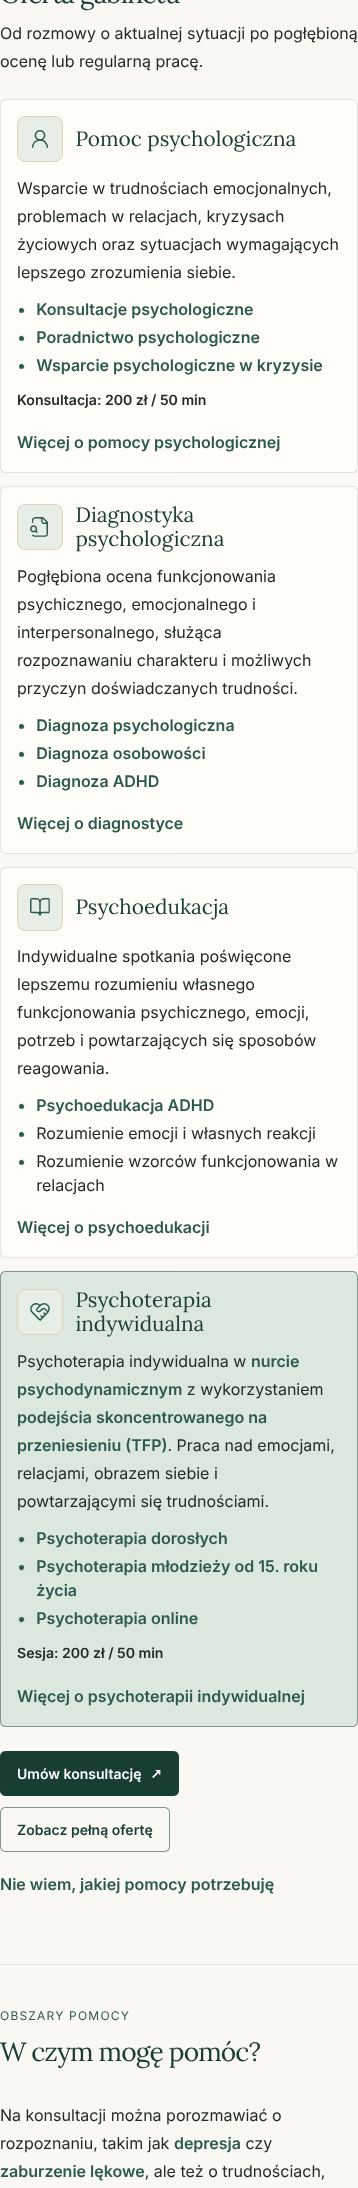 Oferta gabinetu
Od rozmowy o aktualnej sytuacji po pogłębioną
ocenę lub regularną pracę.
Pomoc psychologiczna
Wsparcie w trudnościach emocjonalnych,
problemach w relacjach, kryzysach
życiowych oraz sytuacjach wymagających
lepszego zrozumienia siebie.
• Konsultacje psychologiczne
• Poradnictwo psychologiczne
• Wsparcie psychologiczne w kryzysie
Konsultacja: 200 zł / 50 min
Więcej o pomocy psychologicznej
Diagnostyka
psychologiczna
Pogłębiona ocena funkcjonowania
psychicznego, emocjonalnego i
interpersonalnego, służąca
rozpoznawaniu charakteru i możliwych
przyczyn doświadczanych trudności.
• Diagnoza psychologiczna
• Diagnoza osobowości
• Diagnoza ADHD
Więcej o diagnostyce
Psychoedukacja
Indywidualne spotkania poświęcone
lepszemu rozumieniu własnego
funkcjonowania psychicznego, emocji,
potrzeb i powtarzających się sposobów
reagowania.
• Psychoedukacja ADHD
• Rozumienie emocji i własnych reakcji
• Rozumienie wzorców funkcjonowania w
relacjach
Więcej o psychoedukacji
Psychoterapia
indywidualna
Psychoterapia indywidualna w nurcie
psychodynamicznym z wykorzystaniem
podejścia skoncentrowanego na
przeniesieniu (TFP). Praca nad emocjami,
relacjami, obrazem siebie i
powtarzającymi się trudnościami.
• Psychoterapia dorosłych
• Psychoterapia młodzieży od 15. roku
życia
• Psychoterapia online
Sesja: 200 zł / 50 min
Więcej o psychoterapii indywidualnej
Umów konsultację ↗
Zobacz pełną ofertę
Nie wiem, jakiej pomocy potrzebuję
OBSZARY POMOCY
W czym mogę pomóc?
Na konsultacji można porozmawiać o
rozpoznaniu, takim jak depresja czy
zaburzenie lękowe, ale też o trudnościach,